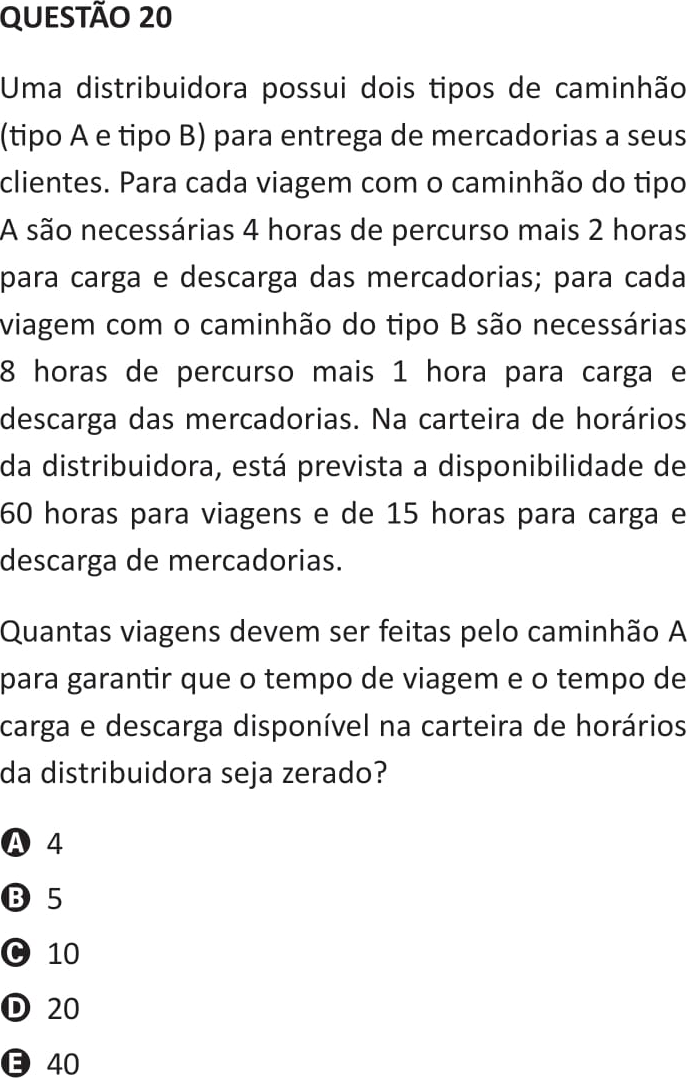 QUESTÃO 20
Uma distribuidora possui dois tipos de caminhão
(tipo A e tipo B) para entrega de mercadorias a seus
clientes. Para cada viagem com o caminhão do tipo
A são necessárias 4 horas de percurso mais 2 horas
para carga e descarga das mercadorias; para cada
viagem com o caminhão do tipo B são necessárias
8 horas de percurso mais 1 hora para carga e
descarga das mercadorias. Na carteira de horários
da distribuidora, está prevista a disponibilidade de
60 horas para viagens e de 15 horas para carga e
descarga de mercadorias.
Quantas viagens devem ser feitas pelo caminhão A
para garantir que o tempo de viagem e o tempo de
carga e descarga disponível na carteira de horários
da distribuidora seja zerado?
A 4
B 5
C 10
D 20
E 40